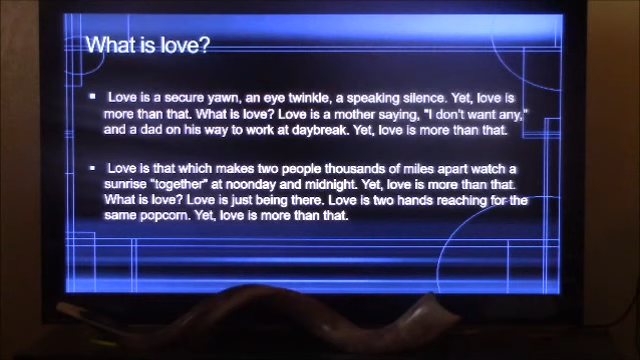 What is love?
Love is a secure yawn, an eye twinkle, a speaking silence. Yet, love is
more than that. What is love? Love is a mother saying, "I don't want any,"
and a dad on his way to work at daybreak. Yet, love is more than that.
Love is that which makes two people thousands of miles apart watch a
sunrise "together" at noonday and midnight. Yet, love is more than that.
What is love? Love is just being there. Love is two hands reaching for the
same popcorn. Yet, love is more than that.